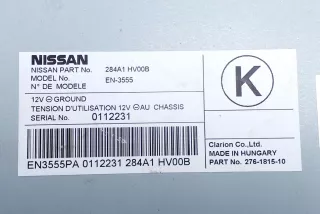 NISSAN
NISSAN PART No. 284A1 HV00B
MODEL No. EN-3555
N° DE MODELE
12V ⊖ GROUND
TENSION D'UTILISATION 12V ⊖ AU CHASSIS
SERIAL No. 0112231
EN3555PA 0112231 284A1 HV00B
K
Clarion Co.,Ltd.
MADE IN HUNGARY
PART No. 276-1815-10